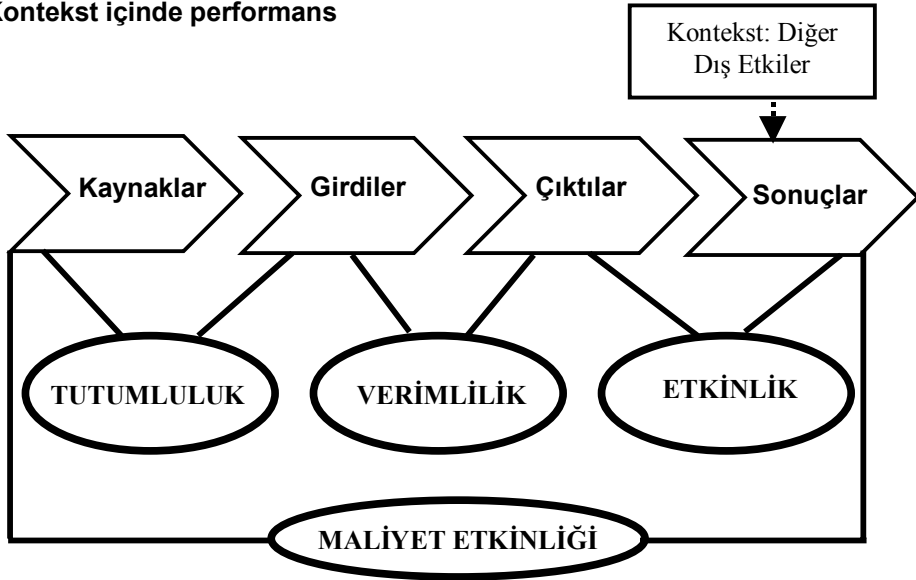 Kontekst içinde performans
Kontekst: Diğer
Dış Etkiler
Kaynaklar
Girdiler
Çıktılar
Sonuçlar
TUTUMLULUK
VERİMLİLİK
ETKİNLİK
MALİYET ETKİNLİĞİ